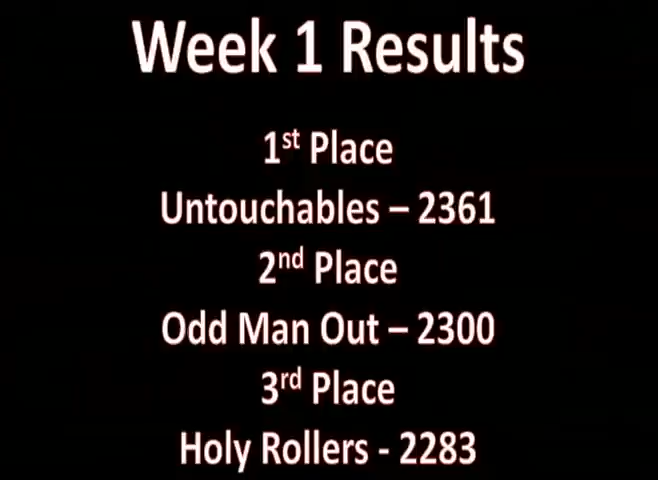 Week 1 Results
1st Place
Untouchables – 2361
2nd Place
Odd Man Out – 2300
3rd Place
Holy Rollers - 2283